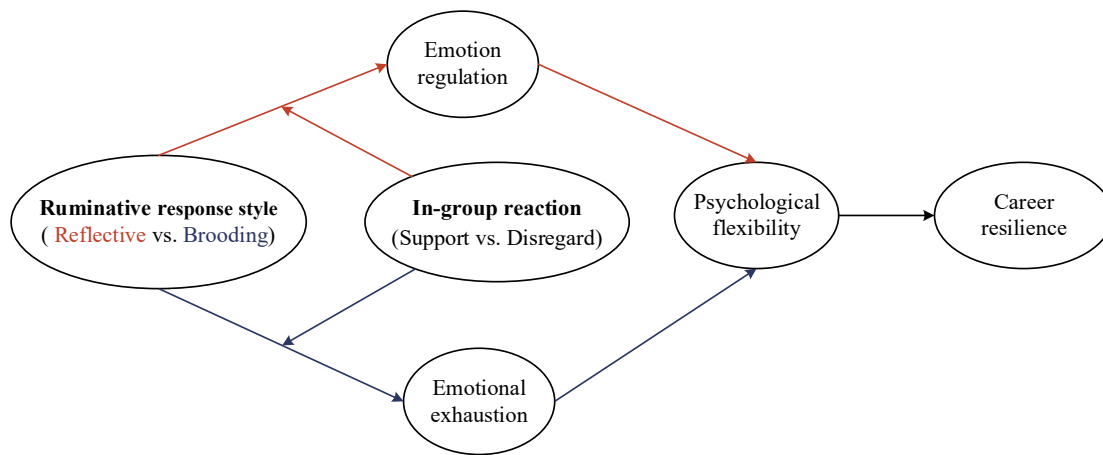 Emotion
regulation
Ruminative response style
( Reflective vs. Brooding)
In-group reaction
(Support vs. Disregard)
Psychological
flexibility
Career
resilience
Emotional
exhaustion